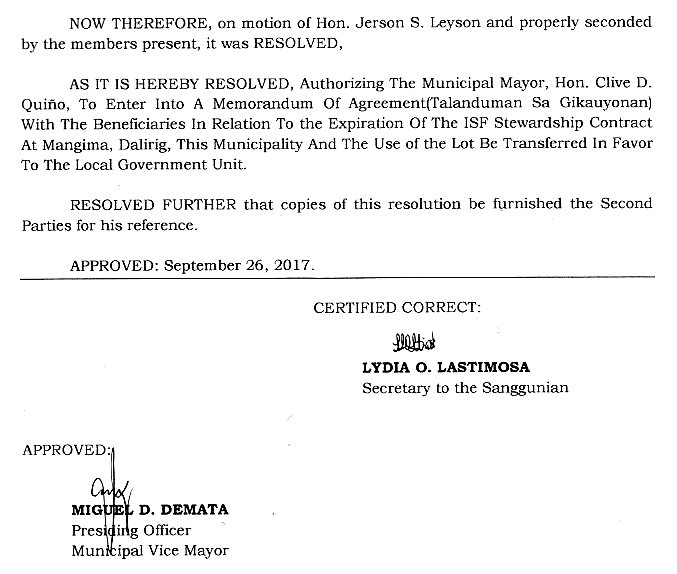 NOW THEREFORE, on motion of Hon. Jerson S. Leyson and properly seconded
by the members present, it was RESOLVED,
AS IT IS HEREBY RESOLVED, Authorizing The Municipal Mayor, Hon. Clive D.
Quiño, To Enter Into A Memorandum Of Agreement(Talanduman Sa Gikauyonan)
With The Beneficiaries In Relation To the Expiration Of The ISF Stewardship Contract
At Mangima, Dalirig, This Municipality And The Use of the Lot Be Transferred In Favor
To The Local Government Unit.
RESOLVED FURTHER that copies of this resolution be furnished the Second
Parties for his reference.
APPROVED: September 26, 2017.
CERTIFIED CORRECT:
LYDIA O. LASTIMOSA
Secretary to the Sanggunian
APPROVED:
MIGUEL D. DEMATA
Presiding Officer
Municipal Vice Mayor